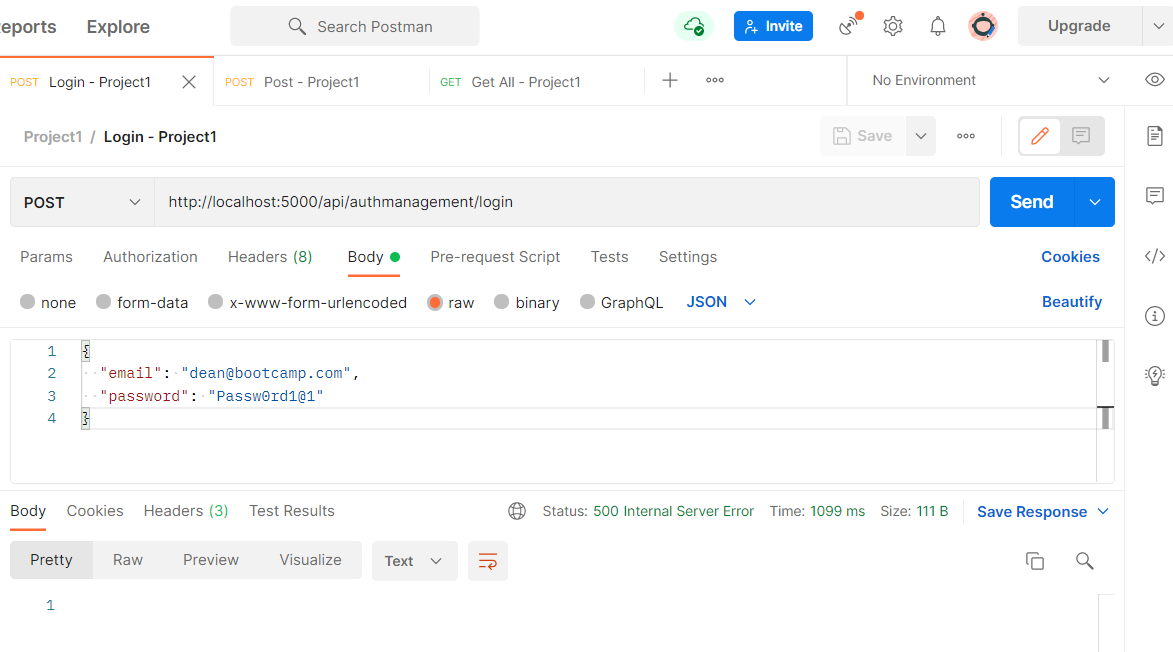 eports Explore Search Postman Invite Upgrade
POST Login - Project1 POST Post - Project1 GET Get All - Project1 No Environment
Project1 / Login - Project1 Save
POST http://localhost:5000/api/authmanagement/login Send
Params Authorization Headers (8) Body Pre-request Script Tests Settings Cookies
none form-data x-www-form-urlencoded raw binary GraphQL JSON Beautify
1 {
2 "email": "dean@bootcamp.com",
3 "password": "Passw0rd1@1"
4 }
Body Cookies Headers (3) Test Results Status: 500 Internal Server Error Time: 1099 ms Size: 111 B Save Response
Pretty Raw Preview Visualize Text
1